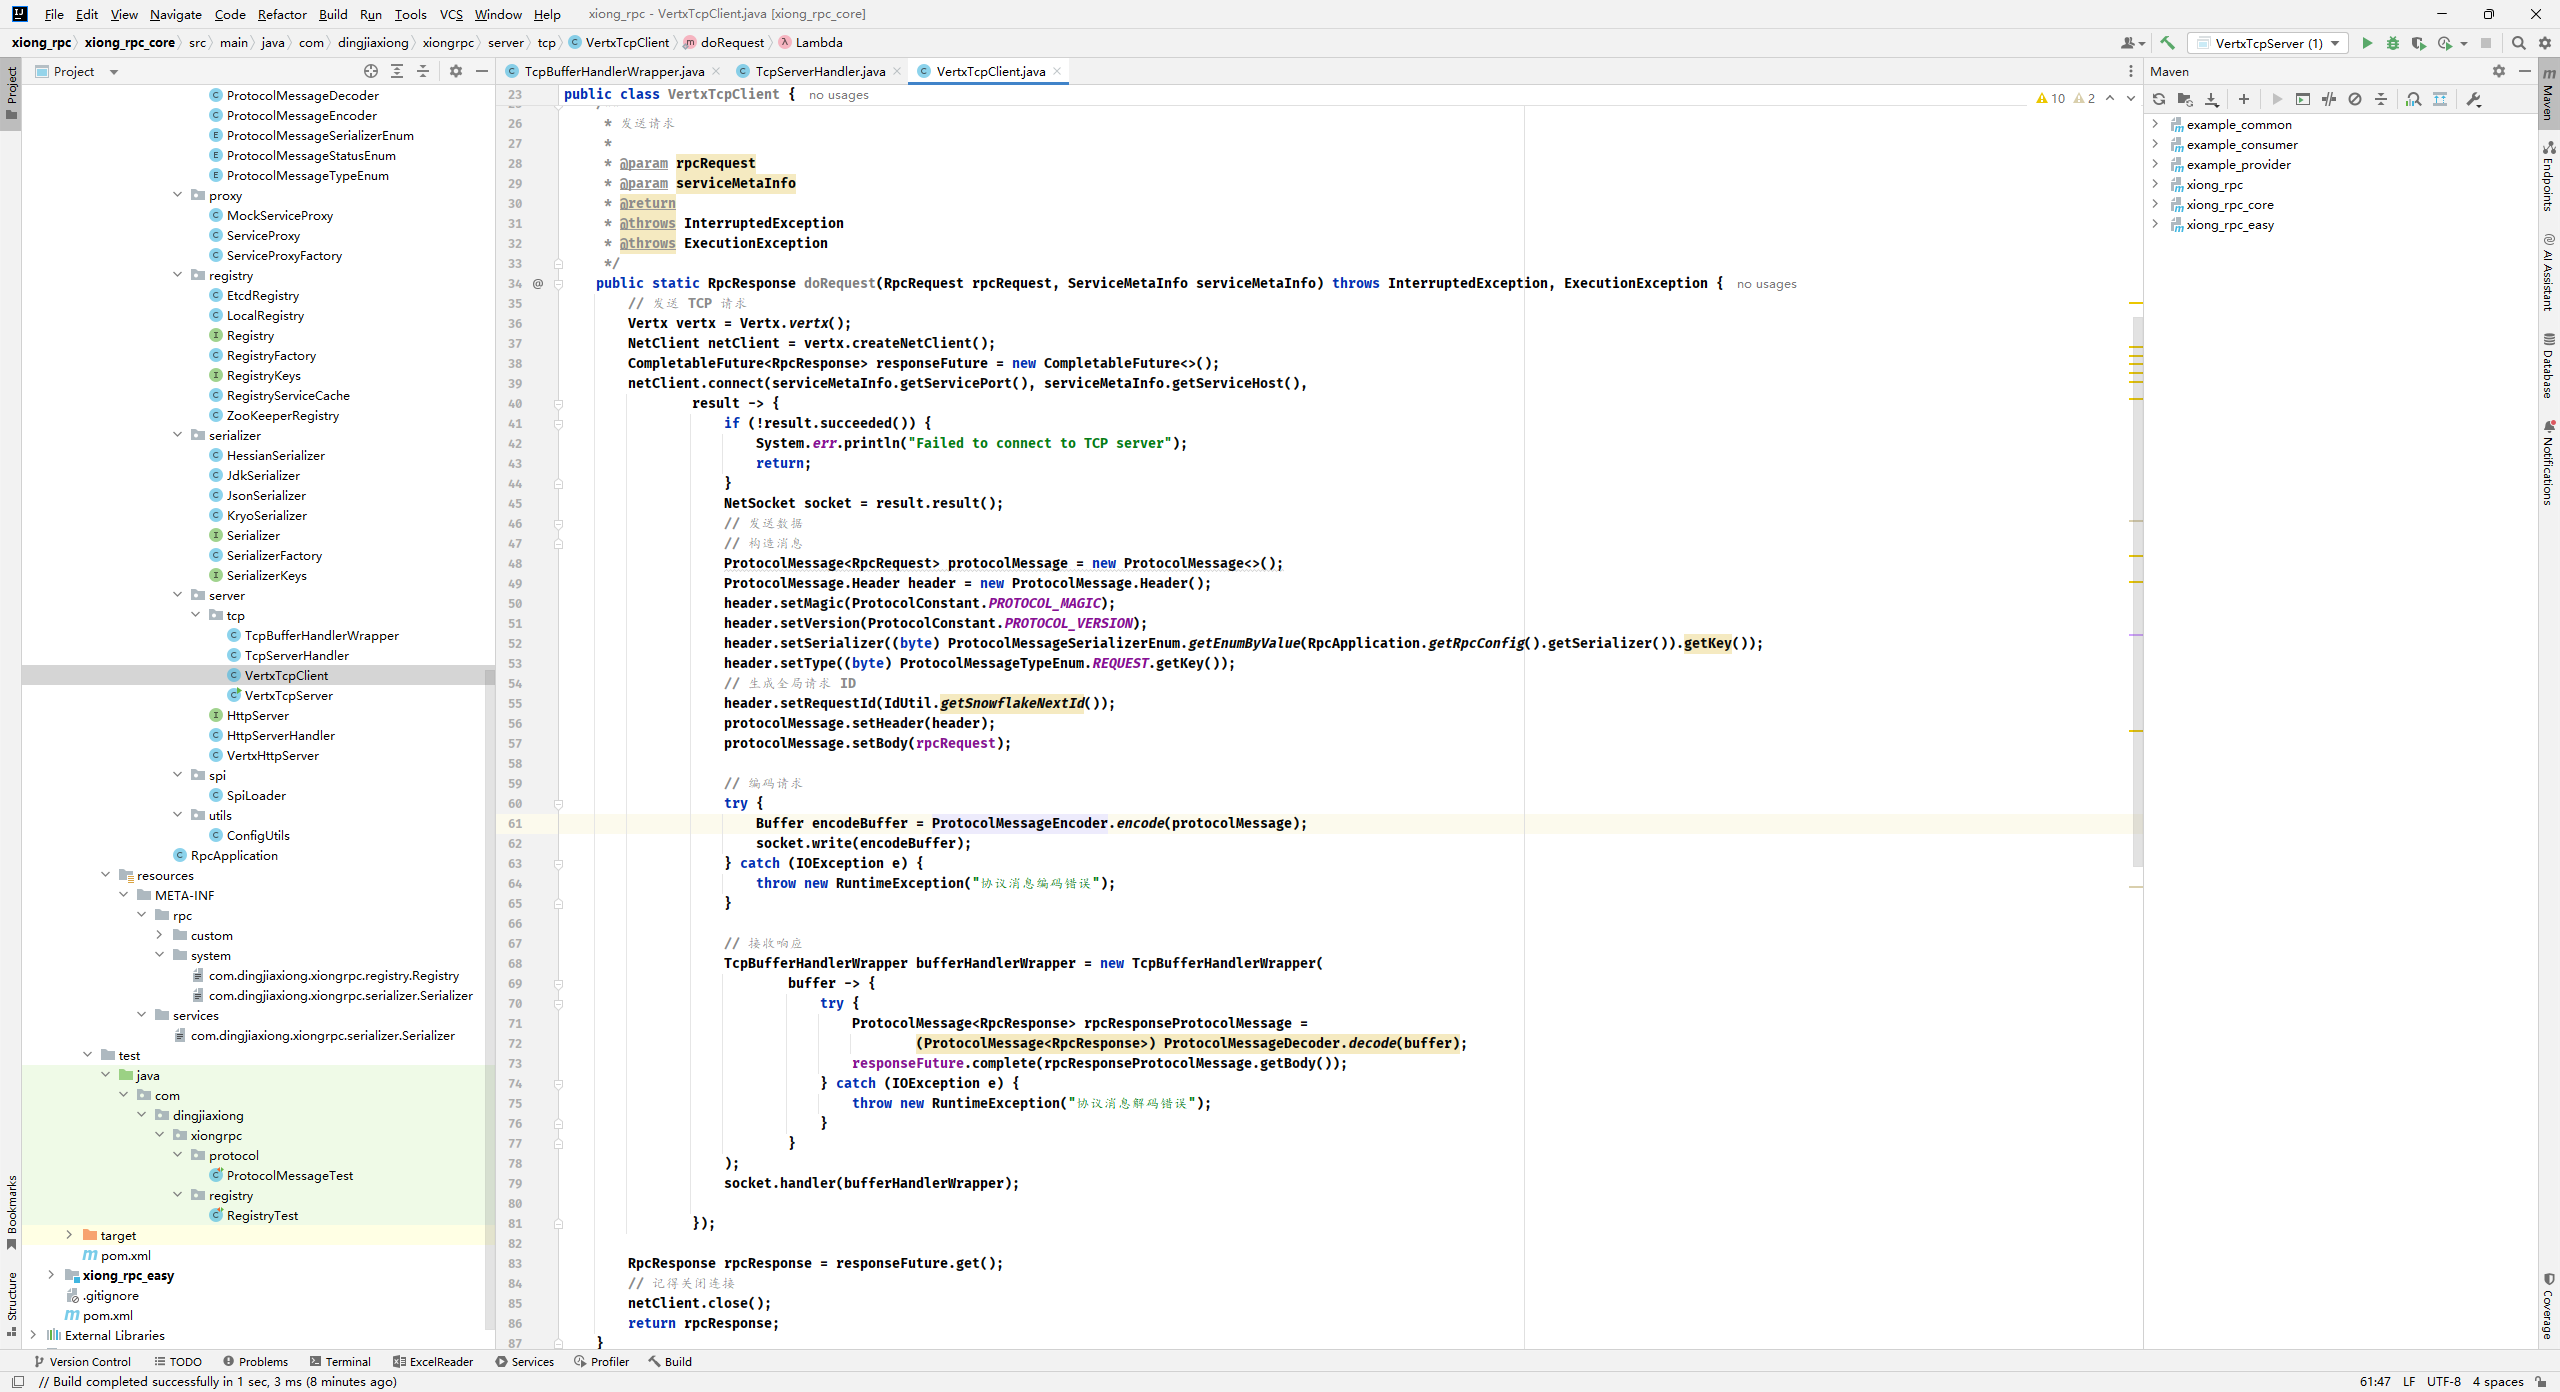 File Edit View Navigate Code Refactor Build Run Tools VCS Window Help xiong_rpc - VertxTcpClient.java [xiong_rpc_core]
xiong_rpc xiong_rpc_core src main java com dingjiaxiong xiongrpc server tcp VertxTcpClient doRequest Lambda VertxTcpServer (1)
Project
TcpBufferHandlerWrapper.java TcpServerHandler.java VertxTcpClient.java
Maven
Project
Bookmarks
Structure
ProtocolMessageDecoder
ProtocolMessageEncoder
ProtocolMessageSerializerEnum
ProtocolMessageStatusEnum
ProtocolMessageTypeEnum
proxy
MockServiceProxy
ServiceProxy
ServiceProxyFactory
registry
EtcdRegistry
LocalRegistry
Registry
RegistryFactory
RegistryKeys
RegistryServiceCache
ZooKeeperRegistry
serializer
HessianSerializer
JdkSerializer
JsonSerializer
KryoSerializer
Serializer
SerializerFactory
SerializerKeys
server
tcp
TcpBufferHandlerWrapper
TcpServerHandler
VertxTcpClient
VertxTcpServer
HttpServer
HttpServerHandler
VertxHttpServer
spi
SpiLoader
utils
ConfigUtils
RpcApplication
resources
META-INF
rpc
custom
system
com.dingjiaxiong.xiongrpc.registry.Registry
com.dingjiaxiong.xiongrpc.serializer.Serializer
services
com.dingjiaxiong.xiongrpc.serializer.Serializer
test
java
com
dingjiaxiong
xiongrpc
protocol
ProtocolMessageTest
registry
RegistryTest
target
pom.xml
xiong_rpc_easy
.gitignore
pom.xml
External Libraries
23 public class VertxTcpClient { no usages
10 2
26 * 发送请求
27 *
28 * @param rpcRequest
29 * @param serviceMetaInfo
30 * @return
31 * @throws InterruptedException
32 * @throws ExecutionException
33 */
34 @ public static RpcResponse doRequest(RpcRequest rpcRequest, ServiceMetaInfo serviceMetaInfo) throws InterruptedException, ExecutionException { no usages
35 // 发送 TCP 请求
36 Vertx vertx = Vertx.vertx();
37 NetClient netClient = vertx.createNetClient();
38 CompletableFuture<RpcResponse> responseFuture = new CompletableFuture<>();
39 netClient.connect(serviceMetaInfo.getServicePort(), serviceMetaInfo.getServiceHost(),
40 result -> {
41 if (!result.succeeded()) {
42 System.err.println("Failed to connect to TCP server");
43 return;
44 }
45 NetSocket socket = result.result();
46 // 发送数据
47 // 构造消息
48 ProtocolMessage<RpcRequest> protocolMessage = new ProtocolMessage<>();
49 ProtocolMessage.Header header = new ProtocolMessage.Header();
50 header.setMagic(ProtocolConstant.PROTOCOL_MAGIC);
51 header.setVersion(ProtocolConstant.PROTOCOL_VERSION);
52 header.setSerializer((byte) ProtocolMessageSerializerEnum.getEnumByValue(RpcApplication.getRpcConfig().getSerializer()).getKey());
53 header.setType((byte) ProtocolMessageTypeEnum.REQUEST.getKey());
54 // 生成全局请求 ID
55 header.setRequestId(IdUtil.getSnowflakeNextId());
56 protocolMessage.setHeader(header);
57 protocolMessage.setBody(rpcRequest);
58
59 // 编码请求
60 try {
61 Buffer encodeBuffer = ProtocolMessageEncoder.encode(protocolMessage);
62 socket.write(encodeBuffer);
63 } catch (IOException e) {
64 throw new RuntimeException("协议消息编码错误");
65 }
66
67 // 接收响应
68 TcpBufferHandlerWrapper bufferHandlerWrapper = new TcpBufferHandlerWrapper(
69 buffer -> {
70 try {
71 ProtocolMessage<RpcResponse> rpcResponseProtocolMessage =
72 (ProtocolMessage<RpcResponse>) ProtocolMessageDecoder.decode(buffer);
73 responseFuture.complete(rpcResponseProtocolMessage.getBody());
74 } catch (IOException e) {
75 throw new RuntimeException("协议消息解码错误");
76 }
77 }
78 );
79 socket.handler(bufferHandlerWrapper);
80
81 });
82
83 RpcResponse rpcResponse = responseFuture.get();
84 // 记得关闭连接
85 netClient.close();
86 return rpcResponse;
87 }
example_common
example_consumer
example_provider
xiong_rpc
xiong_rpc_core
xiong_rpc_easy
Maven
Endpoints
AI Assistant
Database
Notifications
Coverage
Version Control TODO Problems Terminal ExcelReader Services Profiler Build
// Build completed successfully in 1 sec, 3 ms (8 minutes ago) 61:47 LF UTF-8 4 spaces